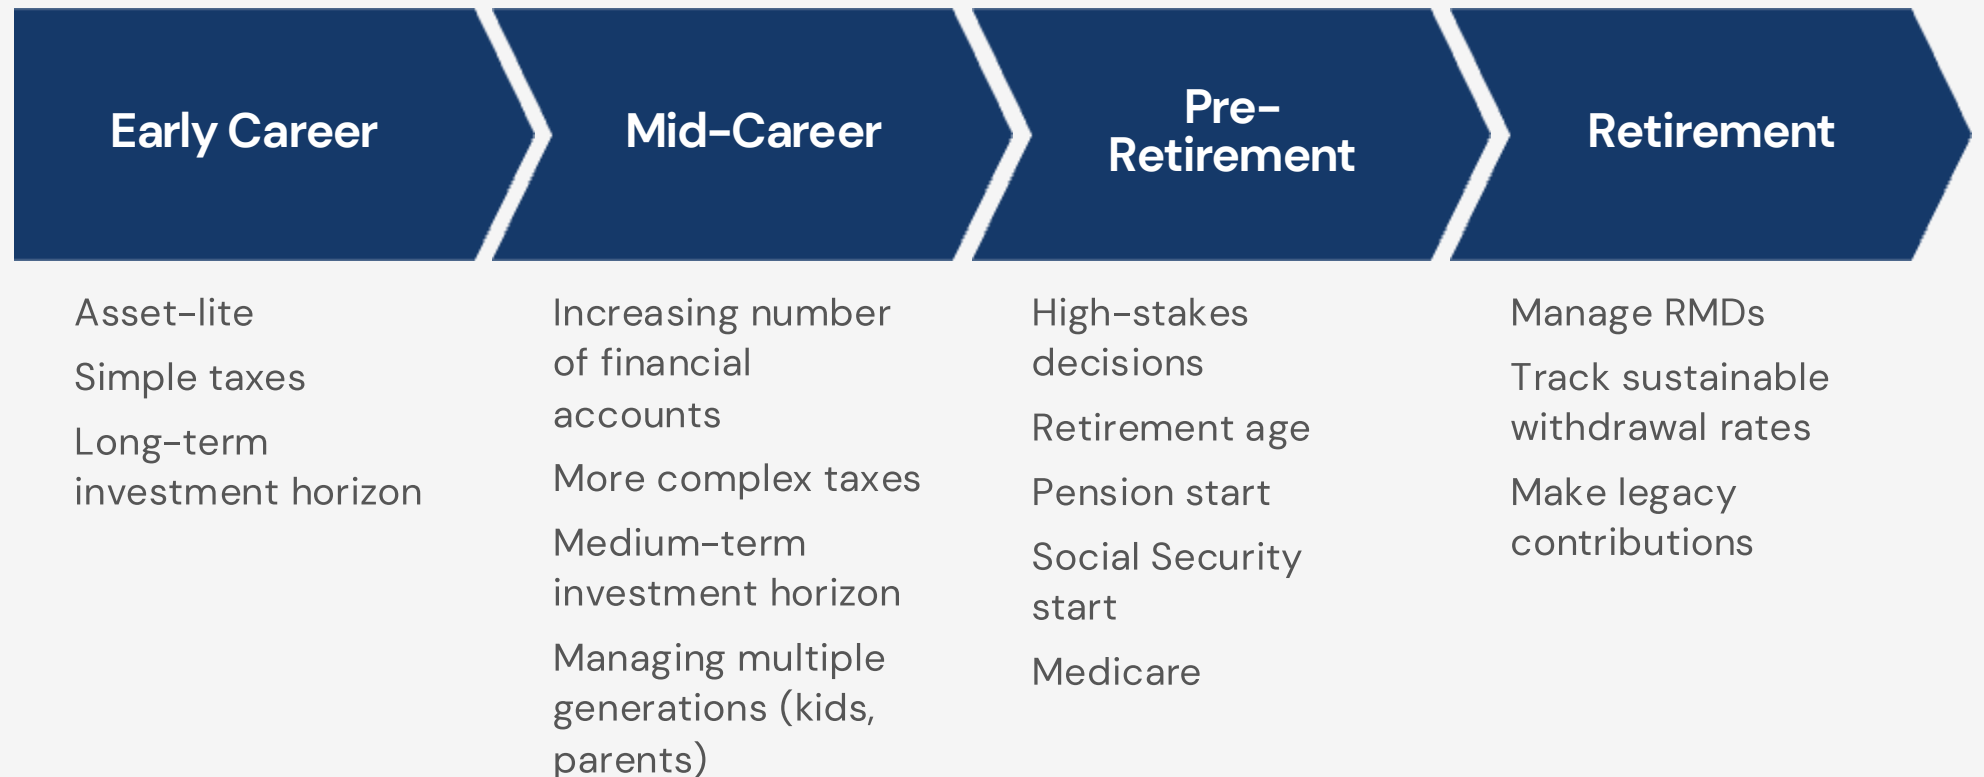 Early Career
Mid-Career
Pre-
Retirement
Retirement
Asset-lite
Simple taxes
Long-term
investment horizon
Increasing number
of financial
accounts
More complex taxes
Medium-term
investment horizon
Managing multiple
generations (kids,
parents)
High-stakes
decisions
Retirement age
Pension start
Social Security
start
Medicare
Manage RMDs
Track sustainable
withdrawal rates
Make legacy
contributions